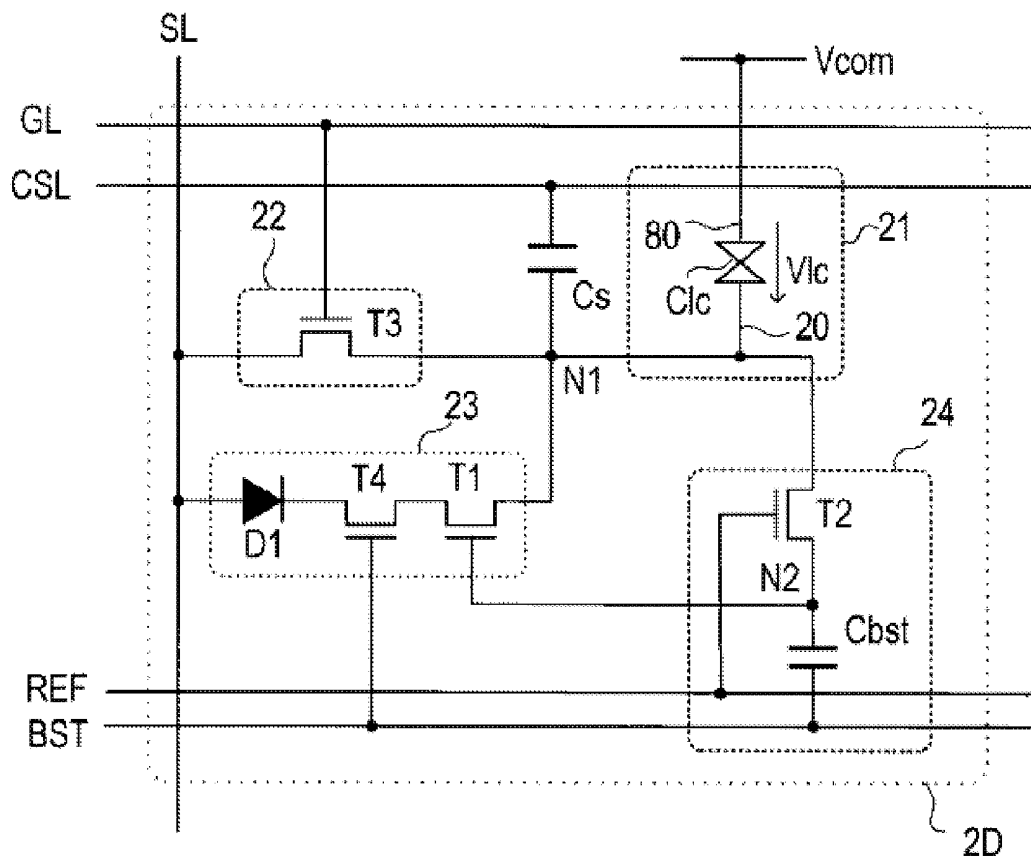 SL
Vcom
GL
CSL
22
80
21
Cs
Clc
Vlc
T3
20
N1
23
24
T4
T1
T2
D1
N2
Cbst
REF
BST
2D